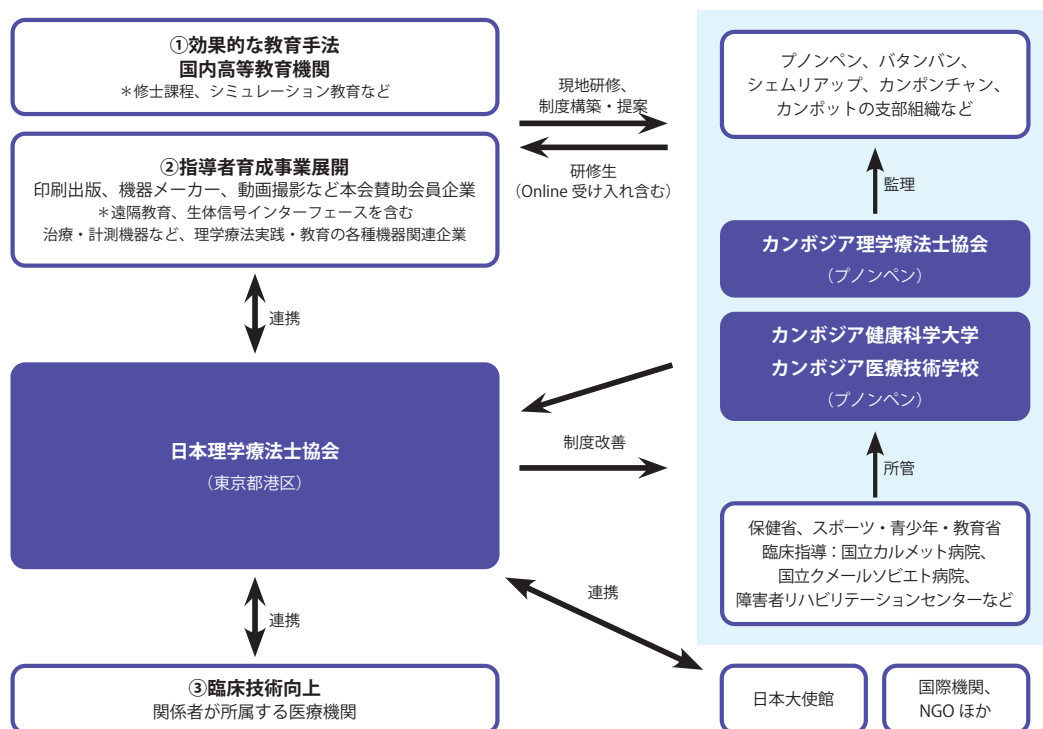 ①効果的な教育手法
国内高等教育機関
＊修士課程、シミュレーション教育など
②指導者育成事業展開
印刷出版、機器メーカー、動画撮影など本会賛助会員企業
＊遠隔教育、生体信号インターフェースを含む
治療・計測機器など、理学療法実践・教育の各種機器関連企業
連携
日本理学療法士協会
（東京都港区）
連携
③臨床技術向上
関係者が所属する医療機関
現地研修、
制度構築・提案
研修生
（Online 受け入れ含む）
制度改善
連携
プノンペン、バタンバン、
シェムリアップ、カンポンチャン、
カンポットの支部組織など
監理
カンボジア理学療法士協会
（プノンペン）
カンボジア健康科学大学
カンボジア医療技術学校
（プノンペン）
所管
保健省、スポーツ・青少年・教育省
臨床指導：国立カルメット病院、
国立クメールソビエト病院、
障害者リハビリテーションセンターなど
日本大使館
国際機関、
NGO ほか